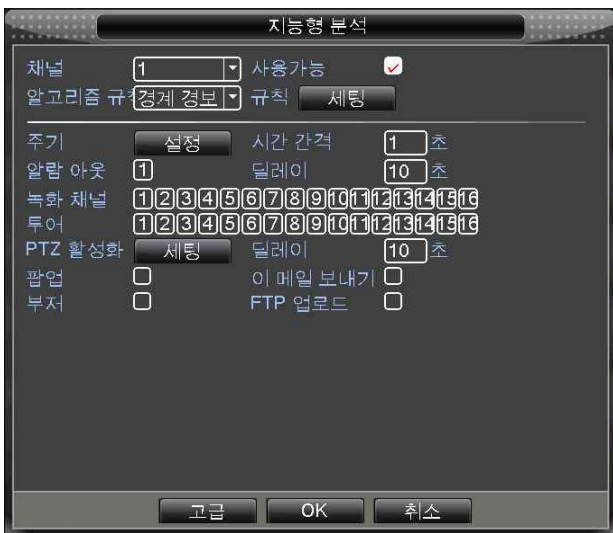 지능형 분석
채널 1 사용가능
알고리즘 규칙 경계 경보 규칙 세팅
주기 설정 시간 간격 1 초
알람 아웃 1 딜레이 10 초
녹화 채널 1 2 3 4 5 6 7 8 9 10 11 12 13 14 15 16
투어 1 2 3 4 5 6 7 8 9 10 11 12 13 14 15 16
PTZ 활성화 세팅 딜레이 10 초
팝업 이 메일 보내기
부저 FTP 업로드
고급 OK 취소